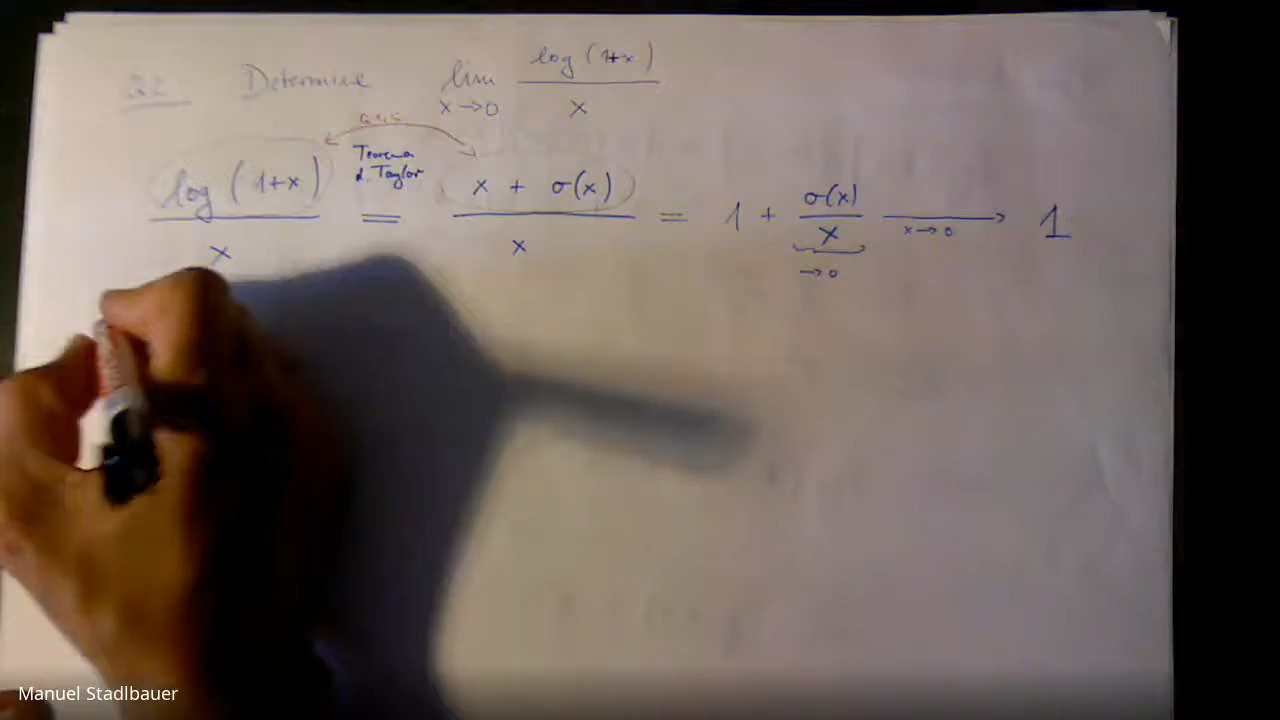 Determine lim x→0 log(1+x) / x
Teorema
d. Taylor
log(1+x) / x = x + σ(x) / x = 1 + σ(x) / x x→0 1
→0
Manuel Stadlbauer